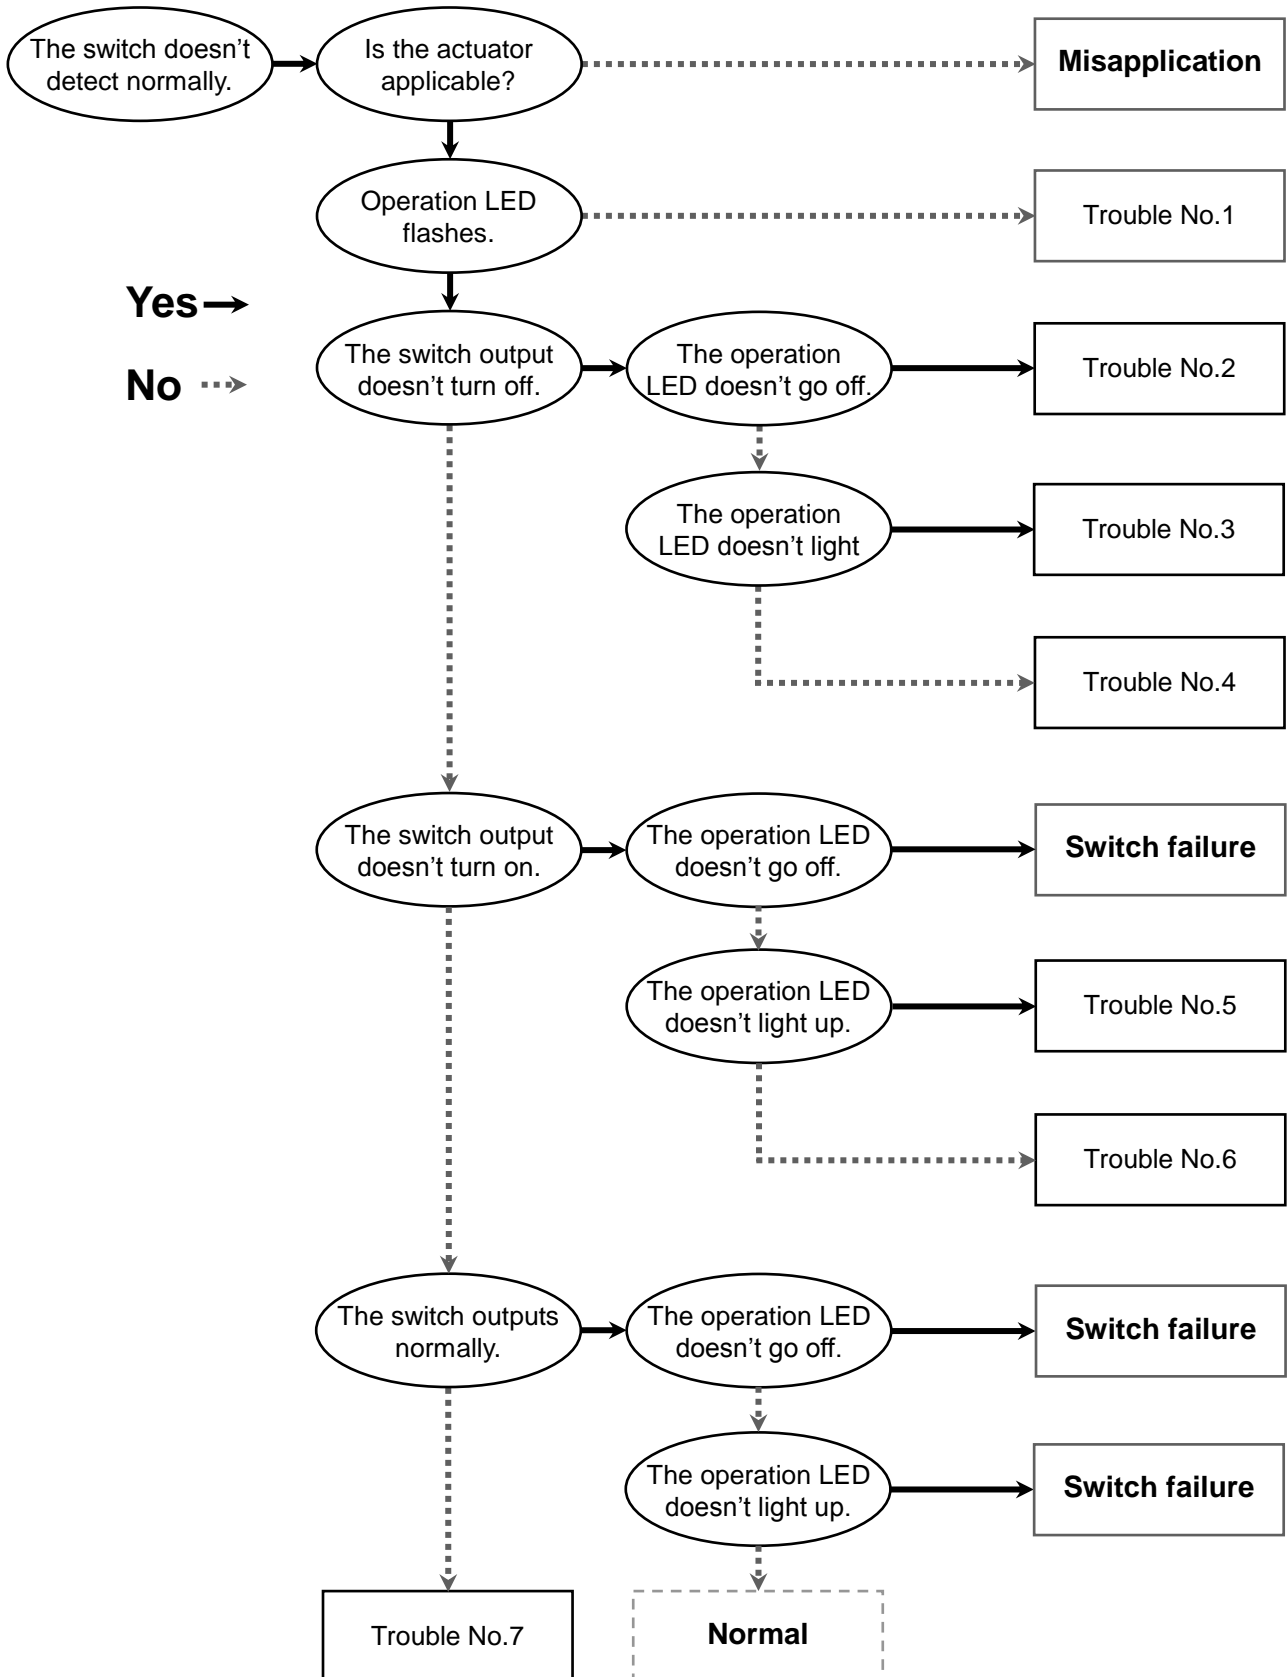 The switch doesn't
detect normally.
Is the actuator
applicable?
Misapplication
Operation LED
flashes.
Trouble No.1
Yes
No
The switch output
doesn't turn off.
The operation
LED doesn't go off.
Trouble No.2
The operation
LED doesn't light
Trouble No.3
Trouble No.4
The switch output
doesn't turn on.
The operation LED
doesn't go off.
Switch failure
The operation LED
doesn't light up.
Trouble No.5
Trouble No.6
The switch outputs
normally.
The operation LED
doesn't go off.
Switch failure
The operation LED
doesn't light up.
Switch failure
Trouble No.7
Normal